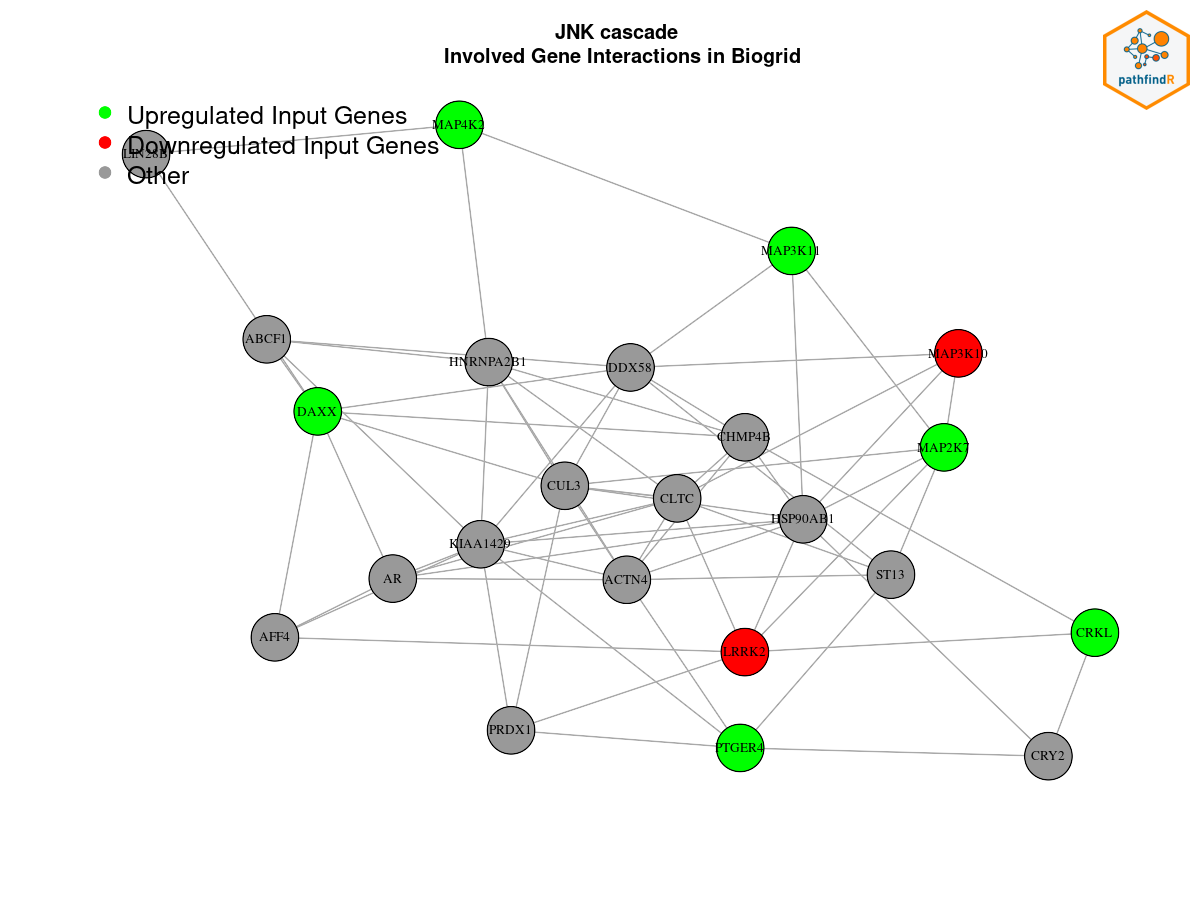 JNK cascade
Involved Gene Interactions in Biogrid
pathfindR
Upregulated Input Genes
Downregulated Input Genes
Other
MAP4K2
LIN28B
MAP3K11
ABCF1
HNRNPA2B1
DDX58
MAP3K10
DAXX
CHMP4B
MAP2K7
CUL3
CLTC
HSP90AB1
KIAA1429
AR
ACTN4
ST13
AFF4
LRRK2
CRKL
PRDX1
PTGER4
CRY2